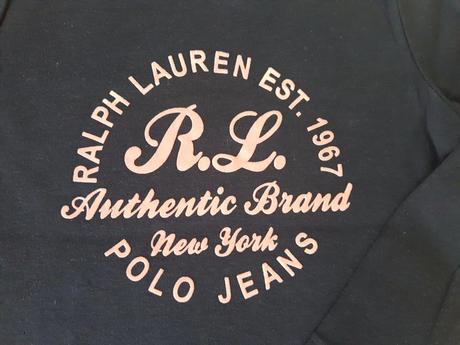 RALPH LAUREN EST. 1967
R.L.
Authentic Brand
New York
POLO JEANS